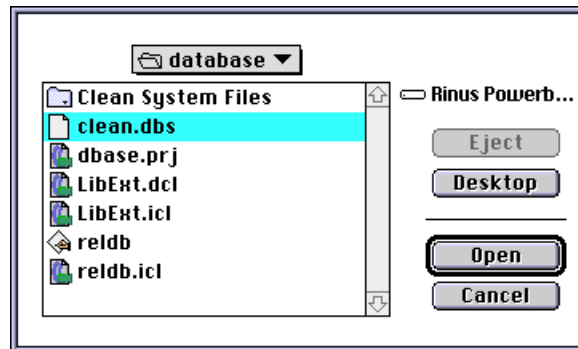 database
Clean System Files
clean.dbs
dbase.prj
LibExt.dcl
LibExt.icl
reldb
reldb.icl
Rinus Powerb...
Eject
Desktop
Open
Cancel